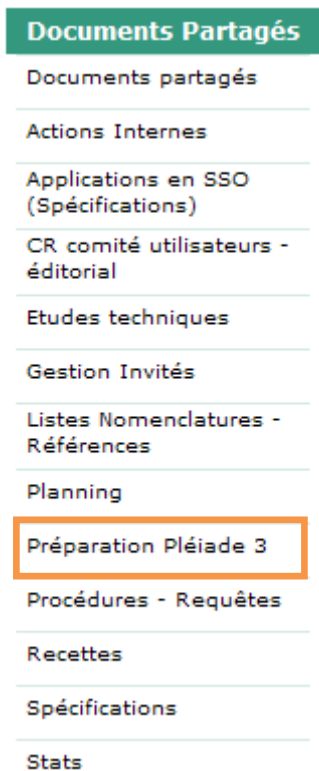 Documents Partagés
Documents partagés
Actions Internes
Applications en SSO
(Spécifications)
CR comité utilisateurs -
éditorial
Etudes techniques
Gestion Invités
Listes Nomenclatures -
Références
Planning
Préparation Pléiade 3
Procédures - Requêtes
Recettes
Spécifications
Stats